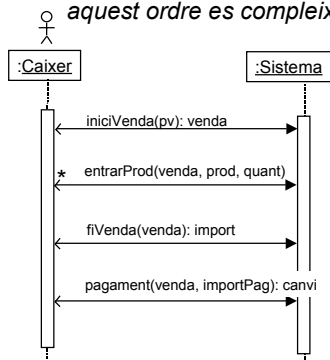 aquest ordre es compleix
:Caixer
:Sistema
iniciVenda(pv): venda
* entrarProd(venda, prod, quant)
fiVenda(venda): import
pagament(venda, importPag): canvi